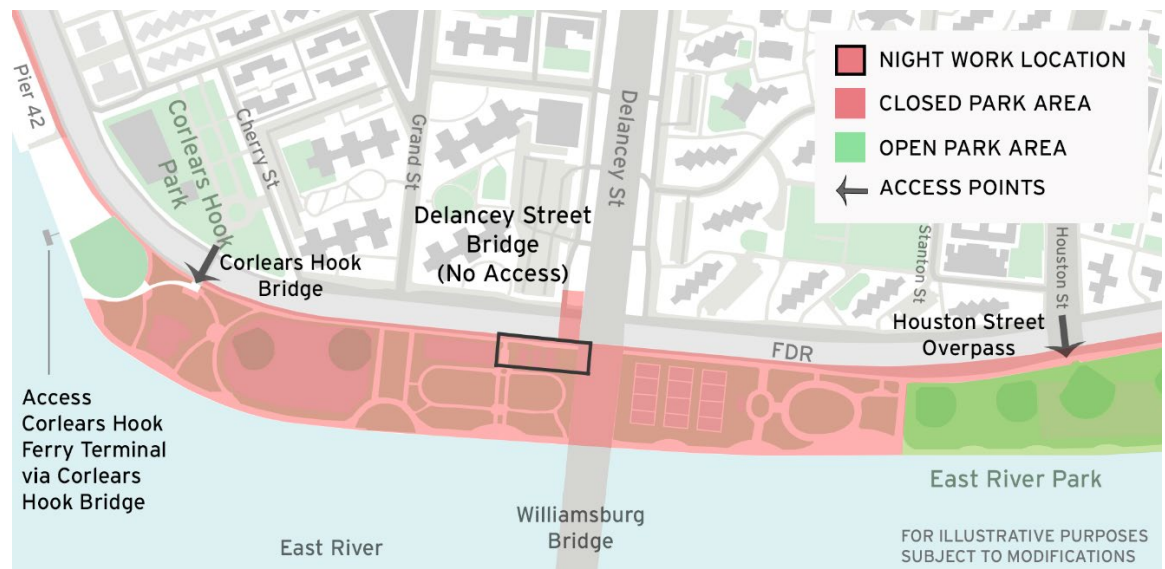 Pier 42
Corlears Hook
Park
Cherry St
Grand St
Delancey St
Stanton St
Houston St
NIGHT WORK LOCATION
CLOSED PARK AREA
OPEN PARK AREA
ACCESS POINTS
Delancey Street
Bridge
(No Access)
Corlears Hook
Bridge
Houston Street
Overpass
FDR
Access
Corlears Hook
Ferry Terminal
via Corlears
Hook Bridge
East River Park
Williamsburg
Bridge
East River
FOR ILLUSTRATIVE PURPOSES
SUBJECT TO MODIFICATIONS